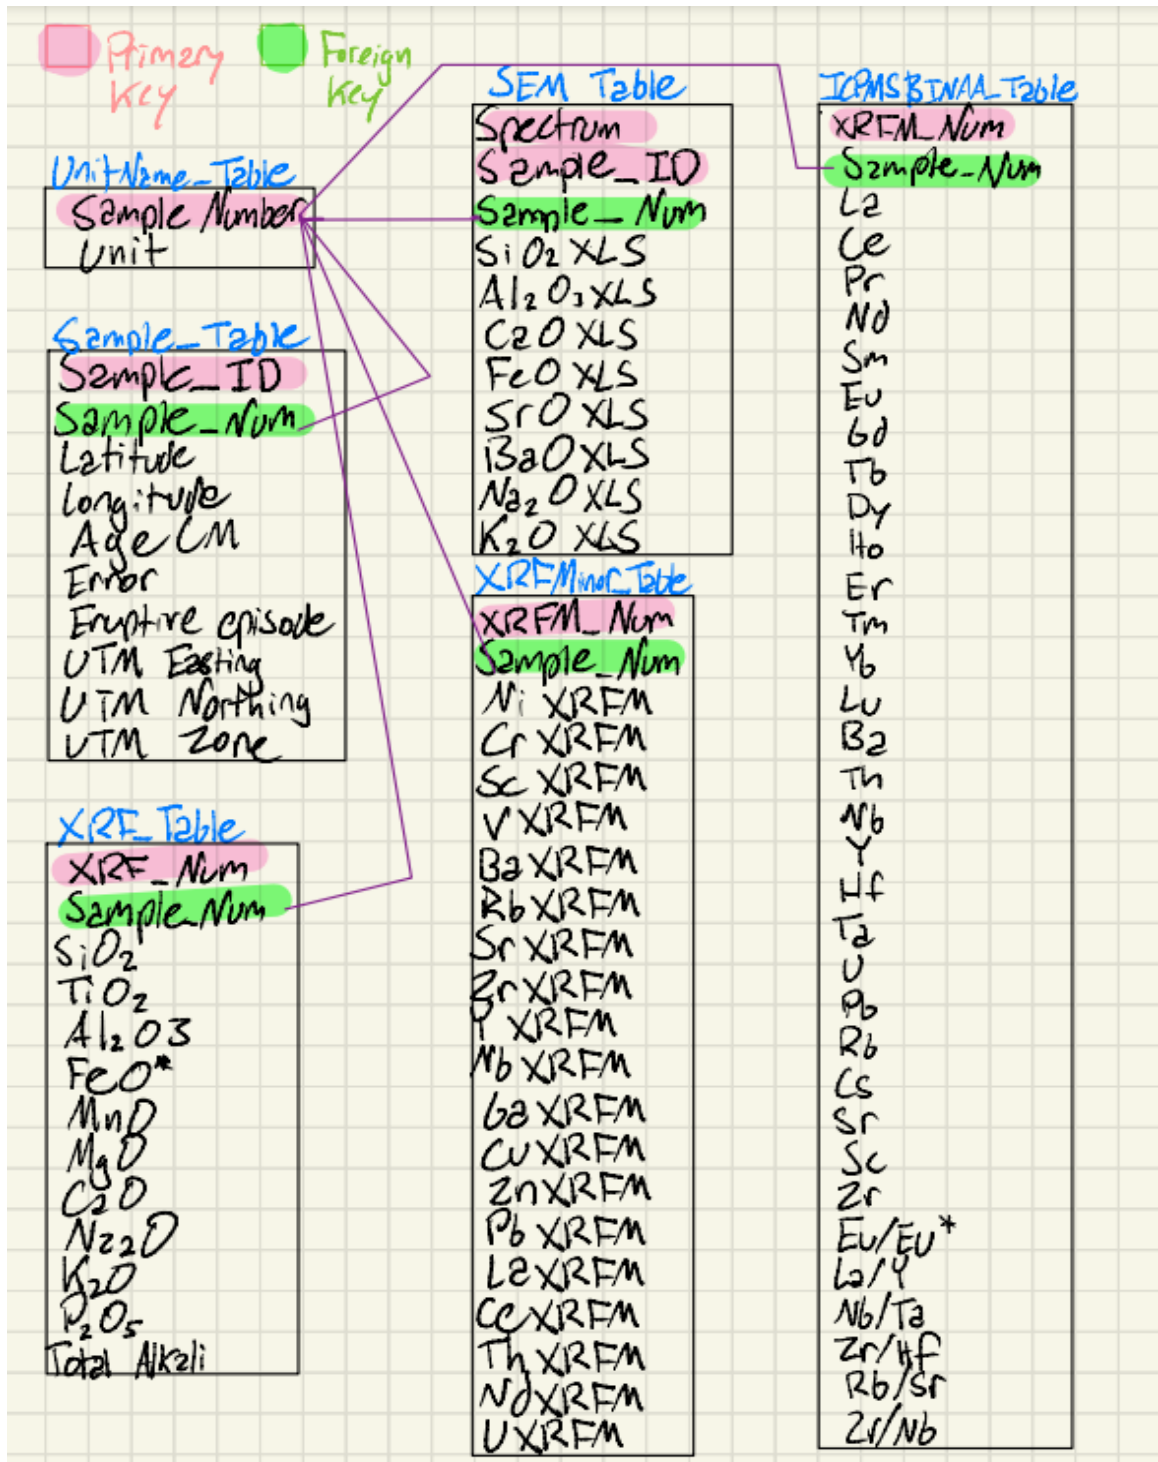 Primary Key
Foreign Key
UnitName_Table
Sample Number
Unit
Sample_Table
Sample_ID
Sample_Num
Latitude
Longitude
Age CM
Error
Eruptive episode
UTM Easting
UTM Northing
UTM Zone
XRF_Table
XRF_Num
Sample_Num
SiO2
TiO2
Al2O3
FeO*
MnO
MgO
CaO
Na2O
K2O
P2O5
Total Alkali
SEM Table
Spectrum
Sample_ID
Sample_Num
SiO2 XLS
Al2O3 XLS
CaO XLS
FeO XLS
SrO XLS
BaO XLS
Na2O XLS
K2O XLS
XRFMinor_Table
XRFM_Num
Sample_Num
Ni XRFM
Cr XRFM
Sc XRFM
V XRFM
Ba XRFM
Rb XRFM
Sr XRFM
Zr XRFM
Y XRFM
Nb XRFM
Ga XRFM
Cu XRFM
Zn XRFM
Pb XRFM
La XRFM
Ce XRFM
Th XRFM
Nd XRFM
U XRFM
ICPMSBINAA_Table
XRFM_Num
Sample_Num
La
Ce
Pr
Nd
Sm
Eu
Gd
Tb
Dy
Ho
Er
Tm
Yb
Lu
Ba
Th
Nb
Y
Hf
Ta
U
Pb
Rb
Cs
Sr
Sc
Zr
Eu/Eu*
La/Y
Nb/Ta
Zr/Hf
Rb/Sr
Zr/Nb